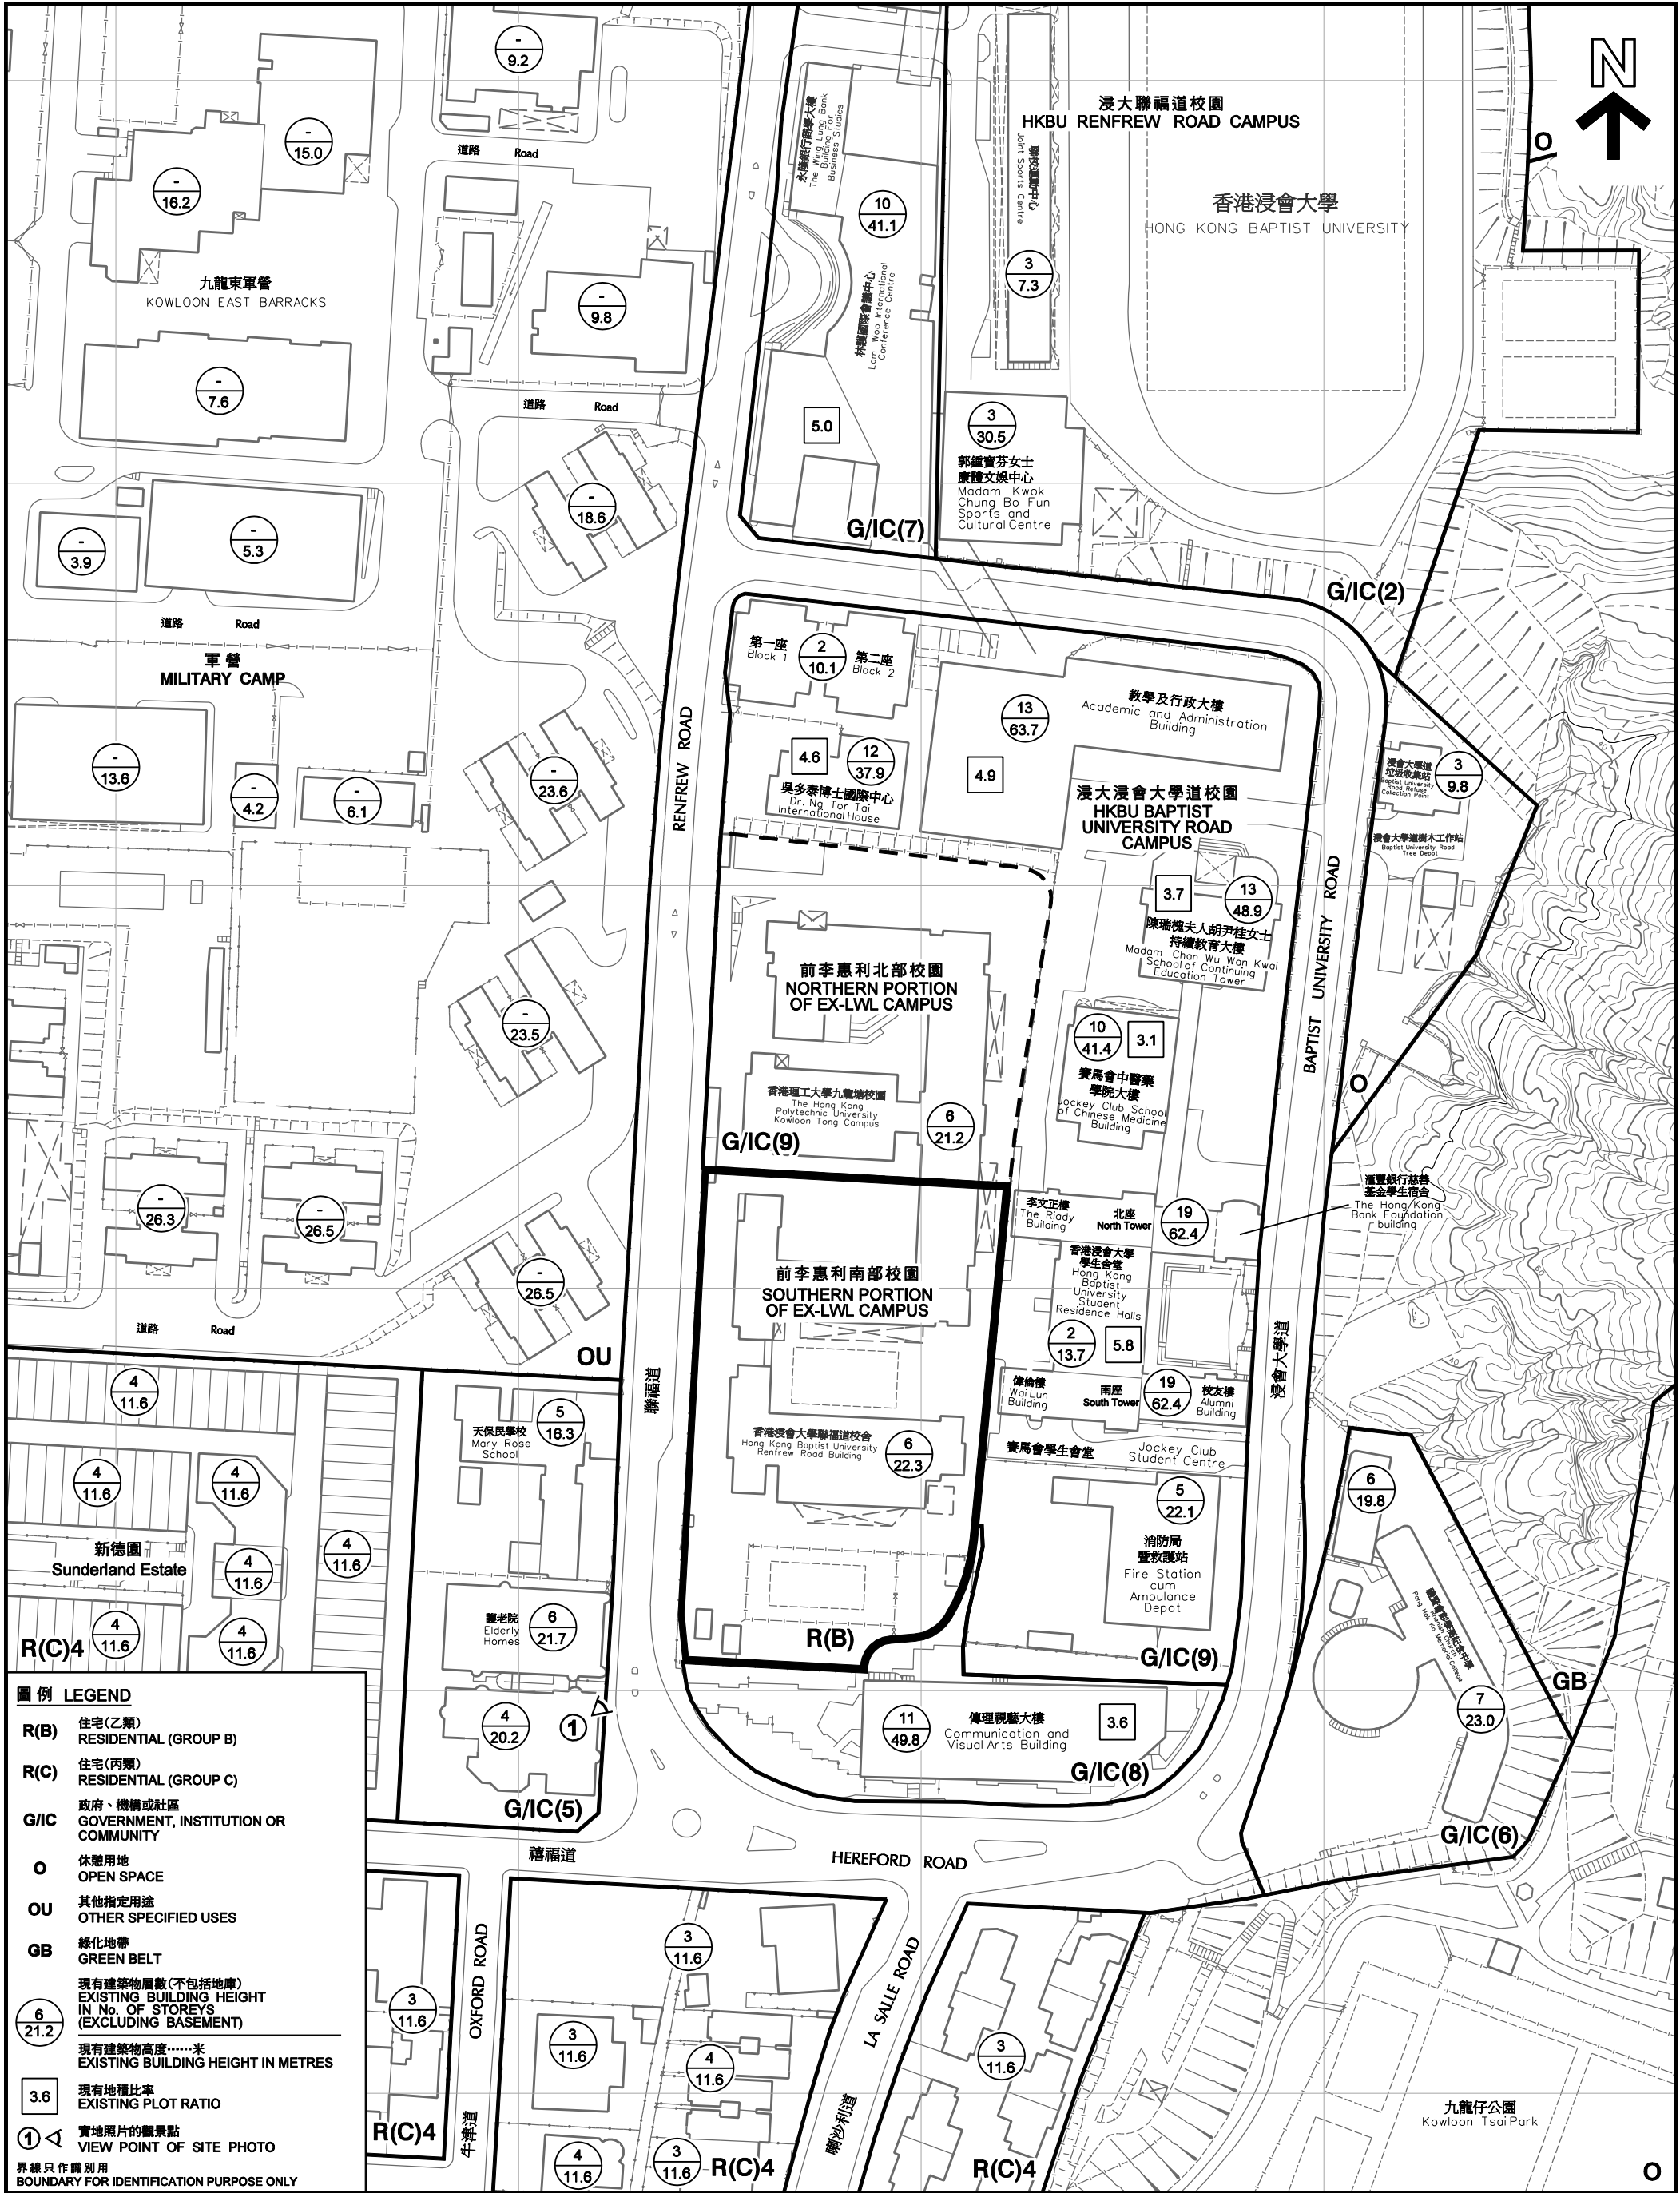 N
浸大聯福道校園
HKBU RENFREW ROAD CAMPUS
香港浸會大學
HONG KONG BAPTIST UNIVERSITY
O
-
9.2
-
15.0
-
16.2
道路 Road
九龍東軍營
KOWLOON EAST BARRACKS
-
9.8
-
7.6
道路 Road
永隆銀行商學大樓
The Wing Lung Bank
Building For
Business Studies
10
41.1
林護國際會議中心
Lam Woo International
Conference Centre
聯校運動中心
Joint Sports Centre
3
7.3
5.0
3
30.5
郭鍾寶芬女士
康體文娛中心
Madam Kwok
Chung Bo Fun
Sports and
Cultural Centre
G/IC(7)
G/IC(2)
-
18.6
-
3.9
-
5.3
道路 Road
軍營
MILITARY CAMP
-
13.6
-
4.2
-
6.1
-
23.6
-
23.5
-
26.3
-
26.5
-
26.5
道路 Road
OU
RENFREW ROAD
聯福道
第一座
Block 1
2
10.1
第二座
Block 2
13
63.7
教學及行政大樓
Academic and Administration
Building
4.6
12
37.9
吳多泰博士國際中心
Dr. Ng Tor Tai
International House
4.9
浸大浸會大學道校園
HKBU BAPTIST
UNIVERSITY ROAD
CAMPUS
浸會大學道
垃圾收集站
Baptist University
Road Refuse
Collection Point
3
9.8
浸會大學道樹木工作站
Baptist University Road
Tree Depot
3.7
13
48.9
陳瑞槐夫人胡尹桂女士
持續教育大樓
Madam Chan Wu Wan Kwai
School of Continuing
Education Tower
BAPTIST UNIVERSITY ROAD
浸會大學道
前李惠利北部校園
NORTHERN PORTION
OF EX-LWL CAMPUS
10
41.4
3.1
賽馬會中醫藥
學院大樓
Jockey Club School
of Chinese Medicine
Building
O
香港理工大學九龍塘校園
The Hong Kong
Polytechnic University
Kowloon Tong Campus
6
21.2
G/IC(9)
滙豐銀行慈善
基金學生宿舍
The Hong Kong
Bank Foundation
building
李文正樓
The Riady
Building
北座
North Tower
19
62.4
香港浸會大學
學生舍堂
Hong Kong
Baptist
University
Student
Residence Halls
2
13.7
5.8
前李惠利南部校園
SOUTHERN PORTION
OF EX-LWL CAMPUS
偉倫樓
Wai Lun
Building
南座
South Tower
19
62.4
校友樓
Alumni
Building
賽馬會學生會堂
Jockey Club
Student Centre
香港浸會大學聯福道校舍
Hong Kong Baptist University
Renfrew Road Building
6
22.3
5
22.1
消防局
暨救護站
Fire Station
cum
Ambulance
Depot
R(B)
G/IC(9)
6
19.8
Pang Hok Ko Memorial College
7
23.0
GB
G/IC(6)
4
11.6
4
11.6
4
11.6
4
11.6
4
11.6
4
11.6
4
11.6
新德園
Sunderland Estate
R(C)4
天保民學校
Mary Rose
School
5
16.3
護老院
Elderly
Homes
6
21.7
4
20.2
1
G/IC(5)
11
49.8
傳理視藝大樓
Communication and
Visual Arts Building
3.6
G/IC(8)
禧福道
HEREFORD ROAD
OXFORD ROAD
牛津道
LA SALLE ROAD
喇沙利道
3
11.6
R(C)4
3
11.6
3
11.6
4
11.6
4
11.6
3
11.6
R(C)4
3
11.6
R(C)4
九龍仔公園
Kowloon Tsai Park
O
圖例 LEGEND
R(B) 住宅(乙類)
RESIDENTIAL (GROUP B)
R(C) 住宅(丙類)
RESIDENTIAL (GROUP C)
G/IC 政府、機構或社區
GOVERNMENT, INSTITUTION OR
COMMUNITY
O 休憩用地
OPEN SPACE
OU 其他指定用途
OTHER SPECIFIED USES
GB 綠化地帶
GREEN BELT
6
21.2
現有建築物層數(不包括地庫)
EXISTING BUILDING HEIGHT
IN No. OF STOREYS
(EXCLUDING BASEMENT)
現有建築物高度……米
EXISTING BUILDING HEIGHT IN METRES
3.6 現有地積比率
EXISTING PLOT RATIO
1 實地照片的觀景點
VIEW POINT OF SITE PHOTO
界線只作識別用
BOUNDARY FOR IDENTIFICATION PURPOSE ONLY